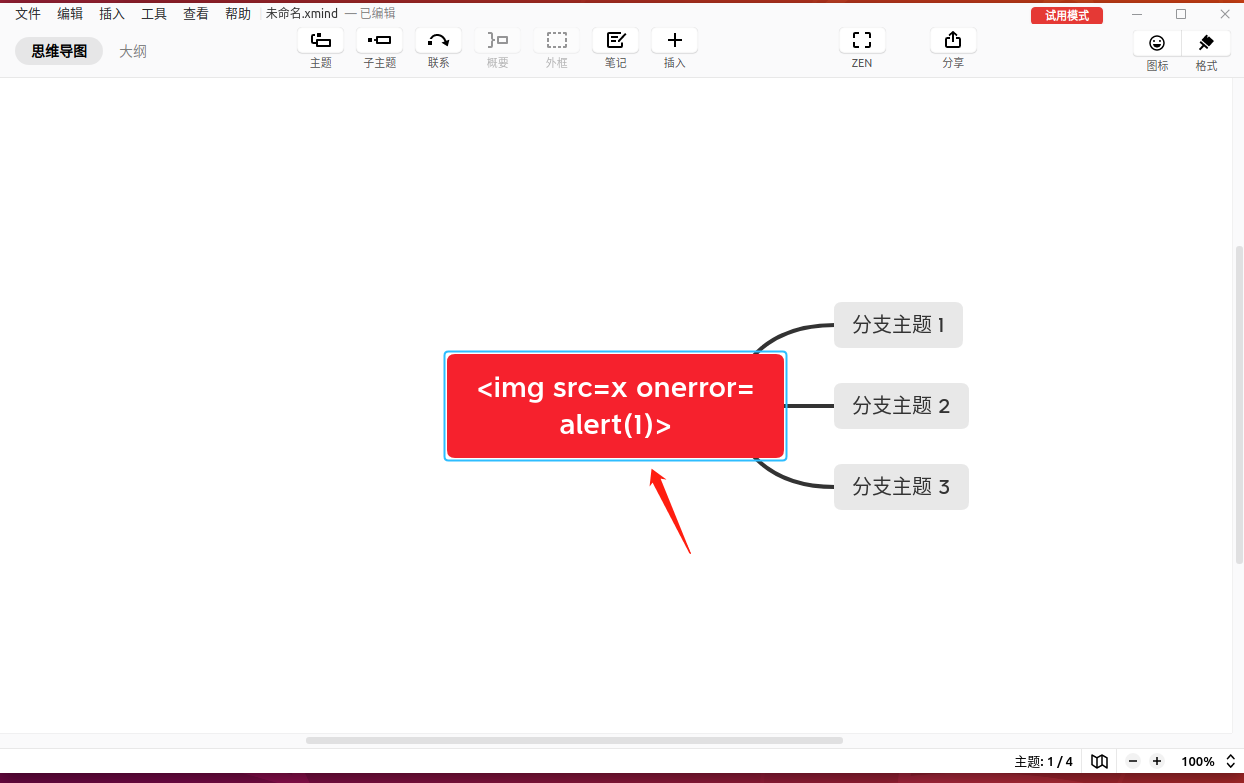 文件 编辑 插入 工具 查看 帮助 未命名.xmind — 已编辑
试用模式
思维导图 大纲
主题 子主题 联系 概要 外框 笔记 插入 ZEN 分享 图标 格式
分支主题 1
<img src=x onerror=
alert(1)>
分支主题 2
分支主题 3
主题: 1 / 4 100%